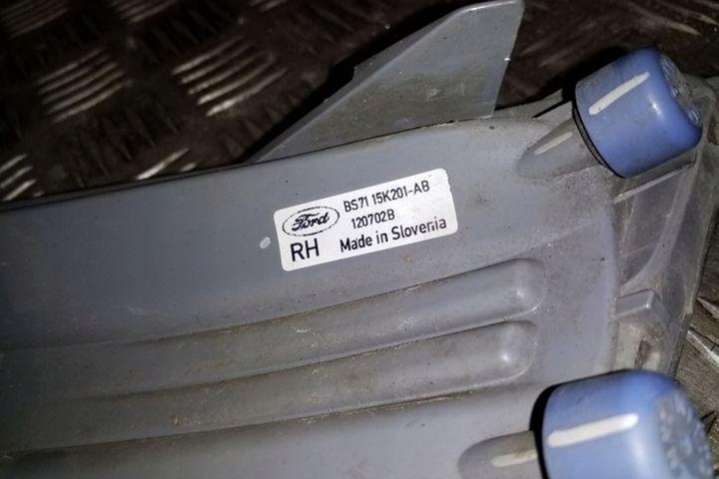 Ford BS71 15K201-AB
120702B
RH Made in Slovenia